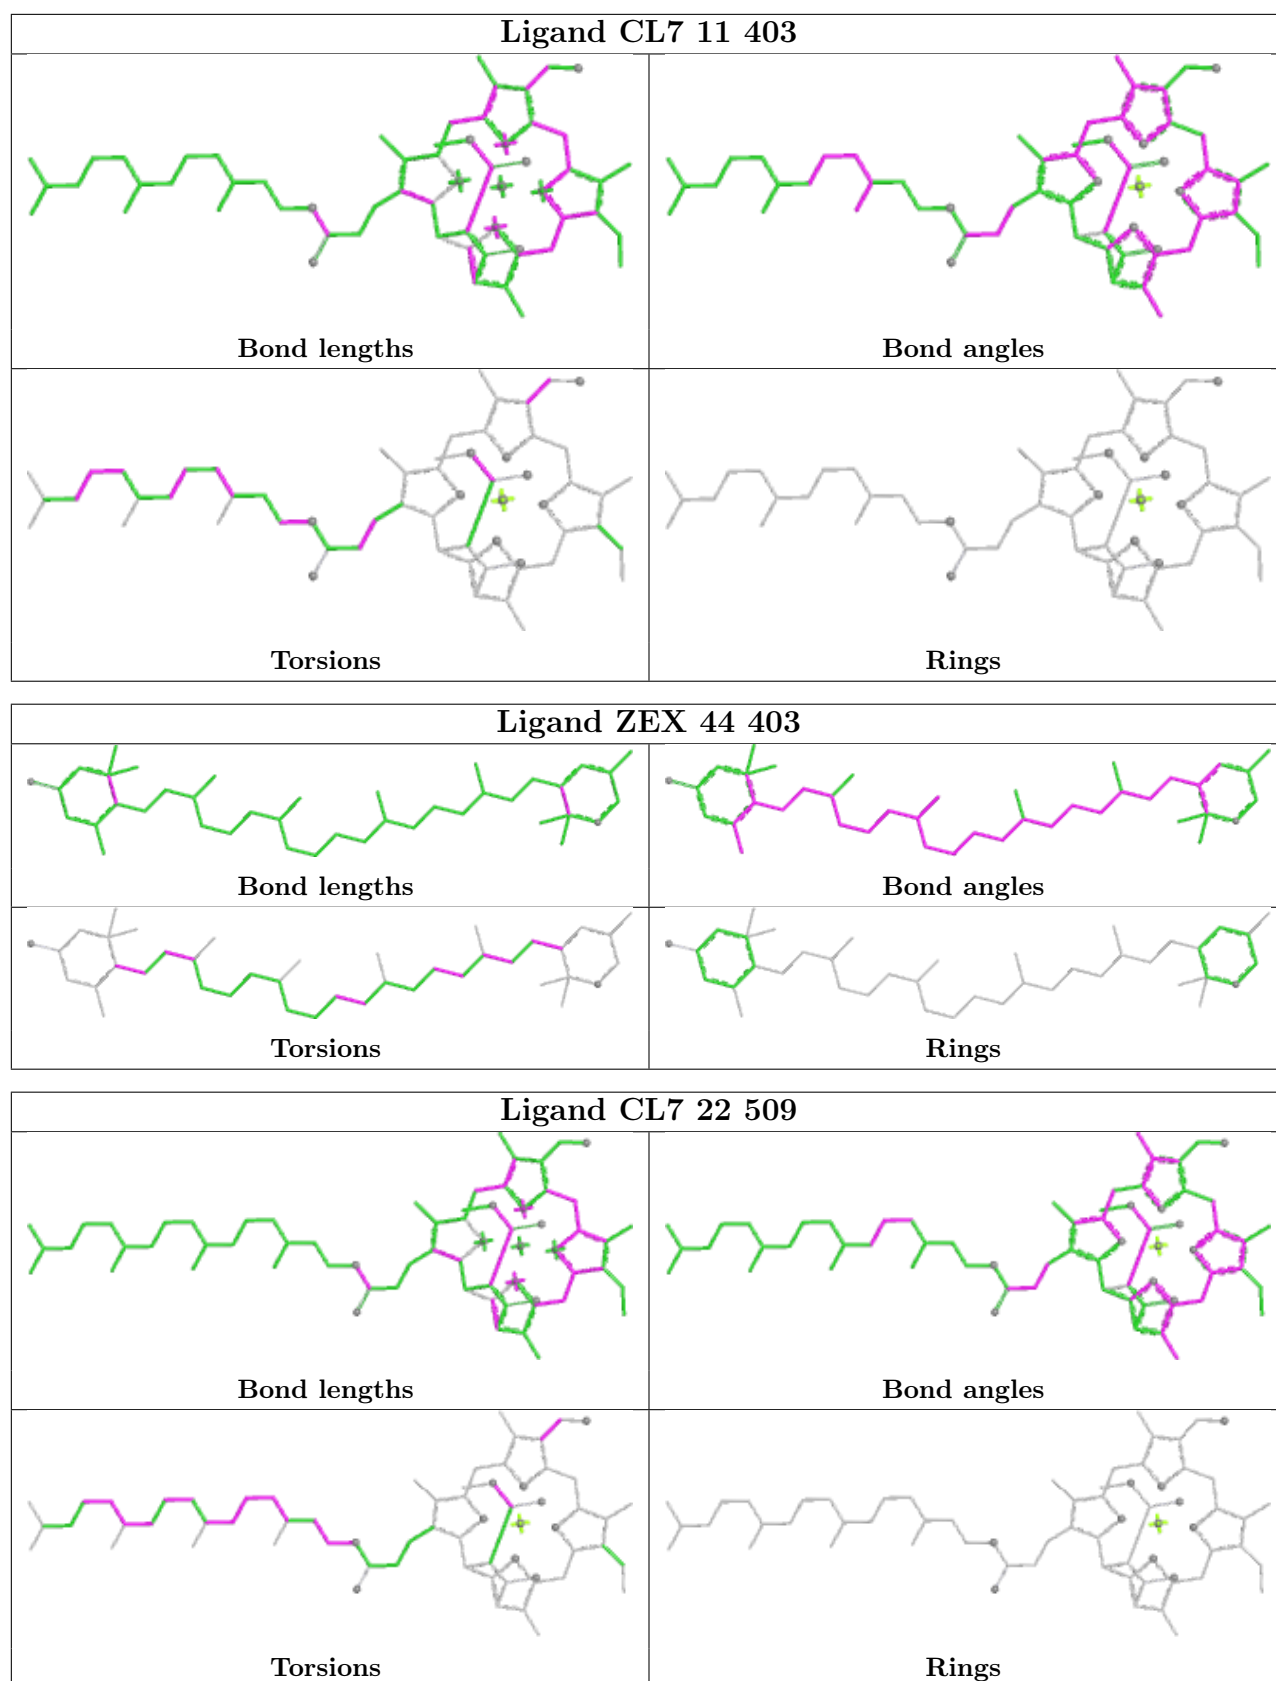 Ligand CL7 11 403
Bond lengths
Bond angles
Torsions
Rings
Ligand ZEX 44 403
Bond lengths
Bond angles
Torsions
Rings
Ligand CL7 22 509
Bond lengths
Bond angles
Torsions
Rings